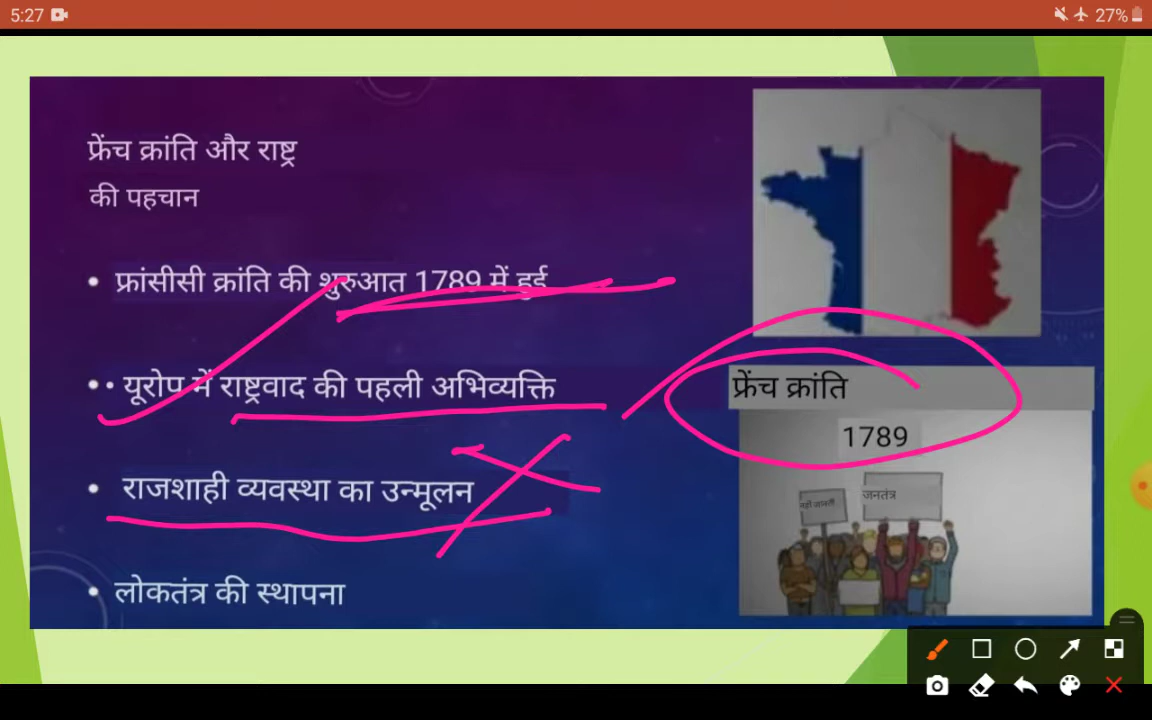 5:27
27%
फ्रेंच क्रांति और राष्ट्र
की पहचान
• फ्रांसीसी क्रांति की शुरुआत 1789 में हुई
•• यूरोप में राष्ट्रवाद की पहली अभिव्यक्ति
• राजशाही व्यवस्था का उन्मूलन
• लोकतंत्र की स्थापना
फ्रेंच क्रांति
1789
जनतंत्र